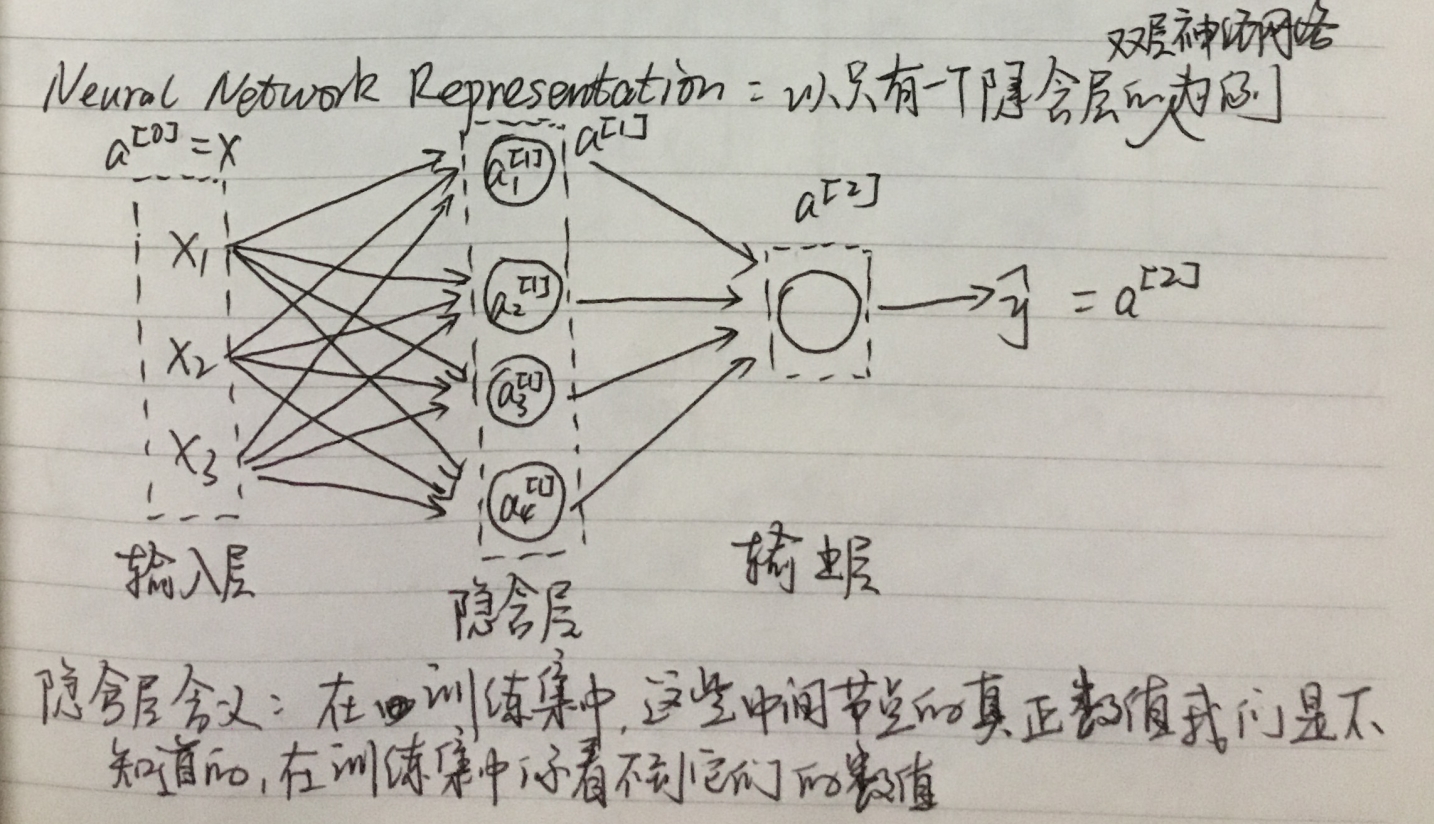 双层神经网络
Neural Network Representation: 以只有一个隐含层的为例
a^[0] = x
a^[1]
a_1^[1]
a^[2]
x_1
a_2^[1]
ŷ = a^[2]
x_2
a_3^[1]
x_3
a_4^[1]
输入层
隐含层
输出层
隐含层含义: 在训练集中,这些中间节点的真正数值我们是不
知道的,在训练集中你看不到它们的数值